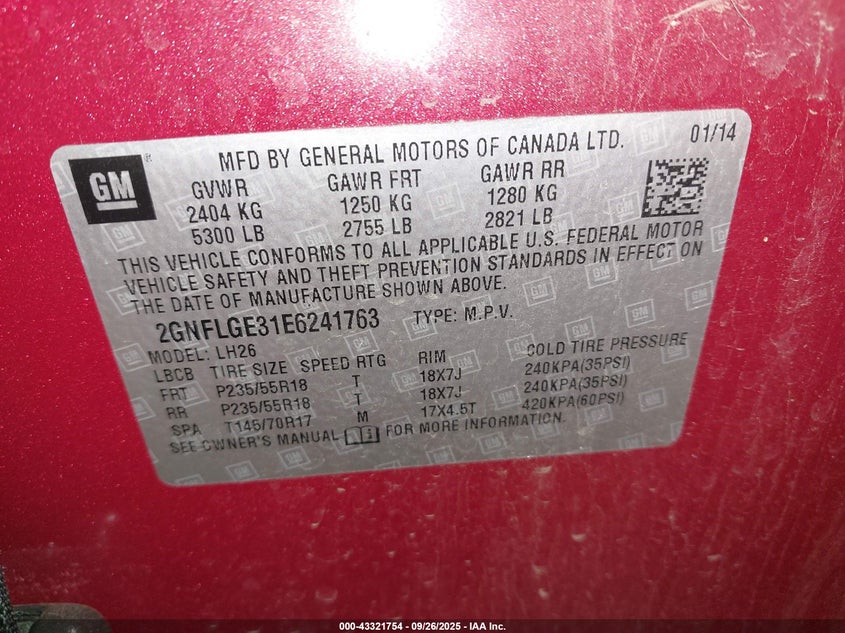 GM ® MFD BY GENERAL MOTORS OF CANADA LTD. 01/14
GVWR GAWR FRT GAWR RR
2404 KG 1250 KG 1280 KG
5300 LB 2755 LB 2821 LB
THIS VEHICLE CONFORMS TO ALL APPLICABLE U.S. FEDERAL MOTOR
VEHICLE SAFETY AND THEFT PREVENTION STANDARDS IN EFFECT ON
THE DATE OF MANUFACTURE SHOWN ABOVE.
2GNFLGE31E6241763 TYPE: M.P.V.
MODEL: LH26
LBCB TIRE SIZE SPEED RTG RIM COLD TIRE PRESSURE
FRT P235/55R18 T 18X7J 240KPA(35PSI)
RR P235/55R18 T 18X7J 240KPA(35PSI)
SPA T145/70R17 M 17X4.5T 420KPA(60PSI)
SEE OWNER'S MANUAL FOR MORE INFORMATION.
000-43321754 - 09/26/2025 - IAA Inc.